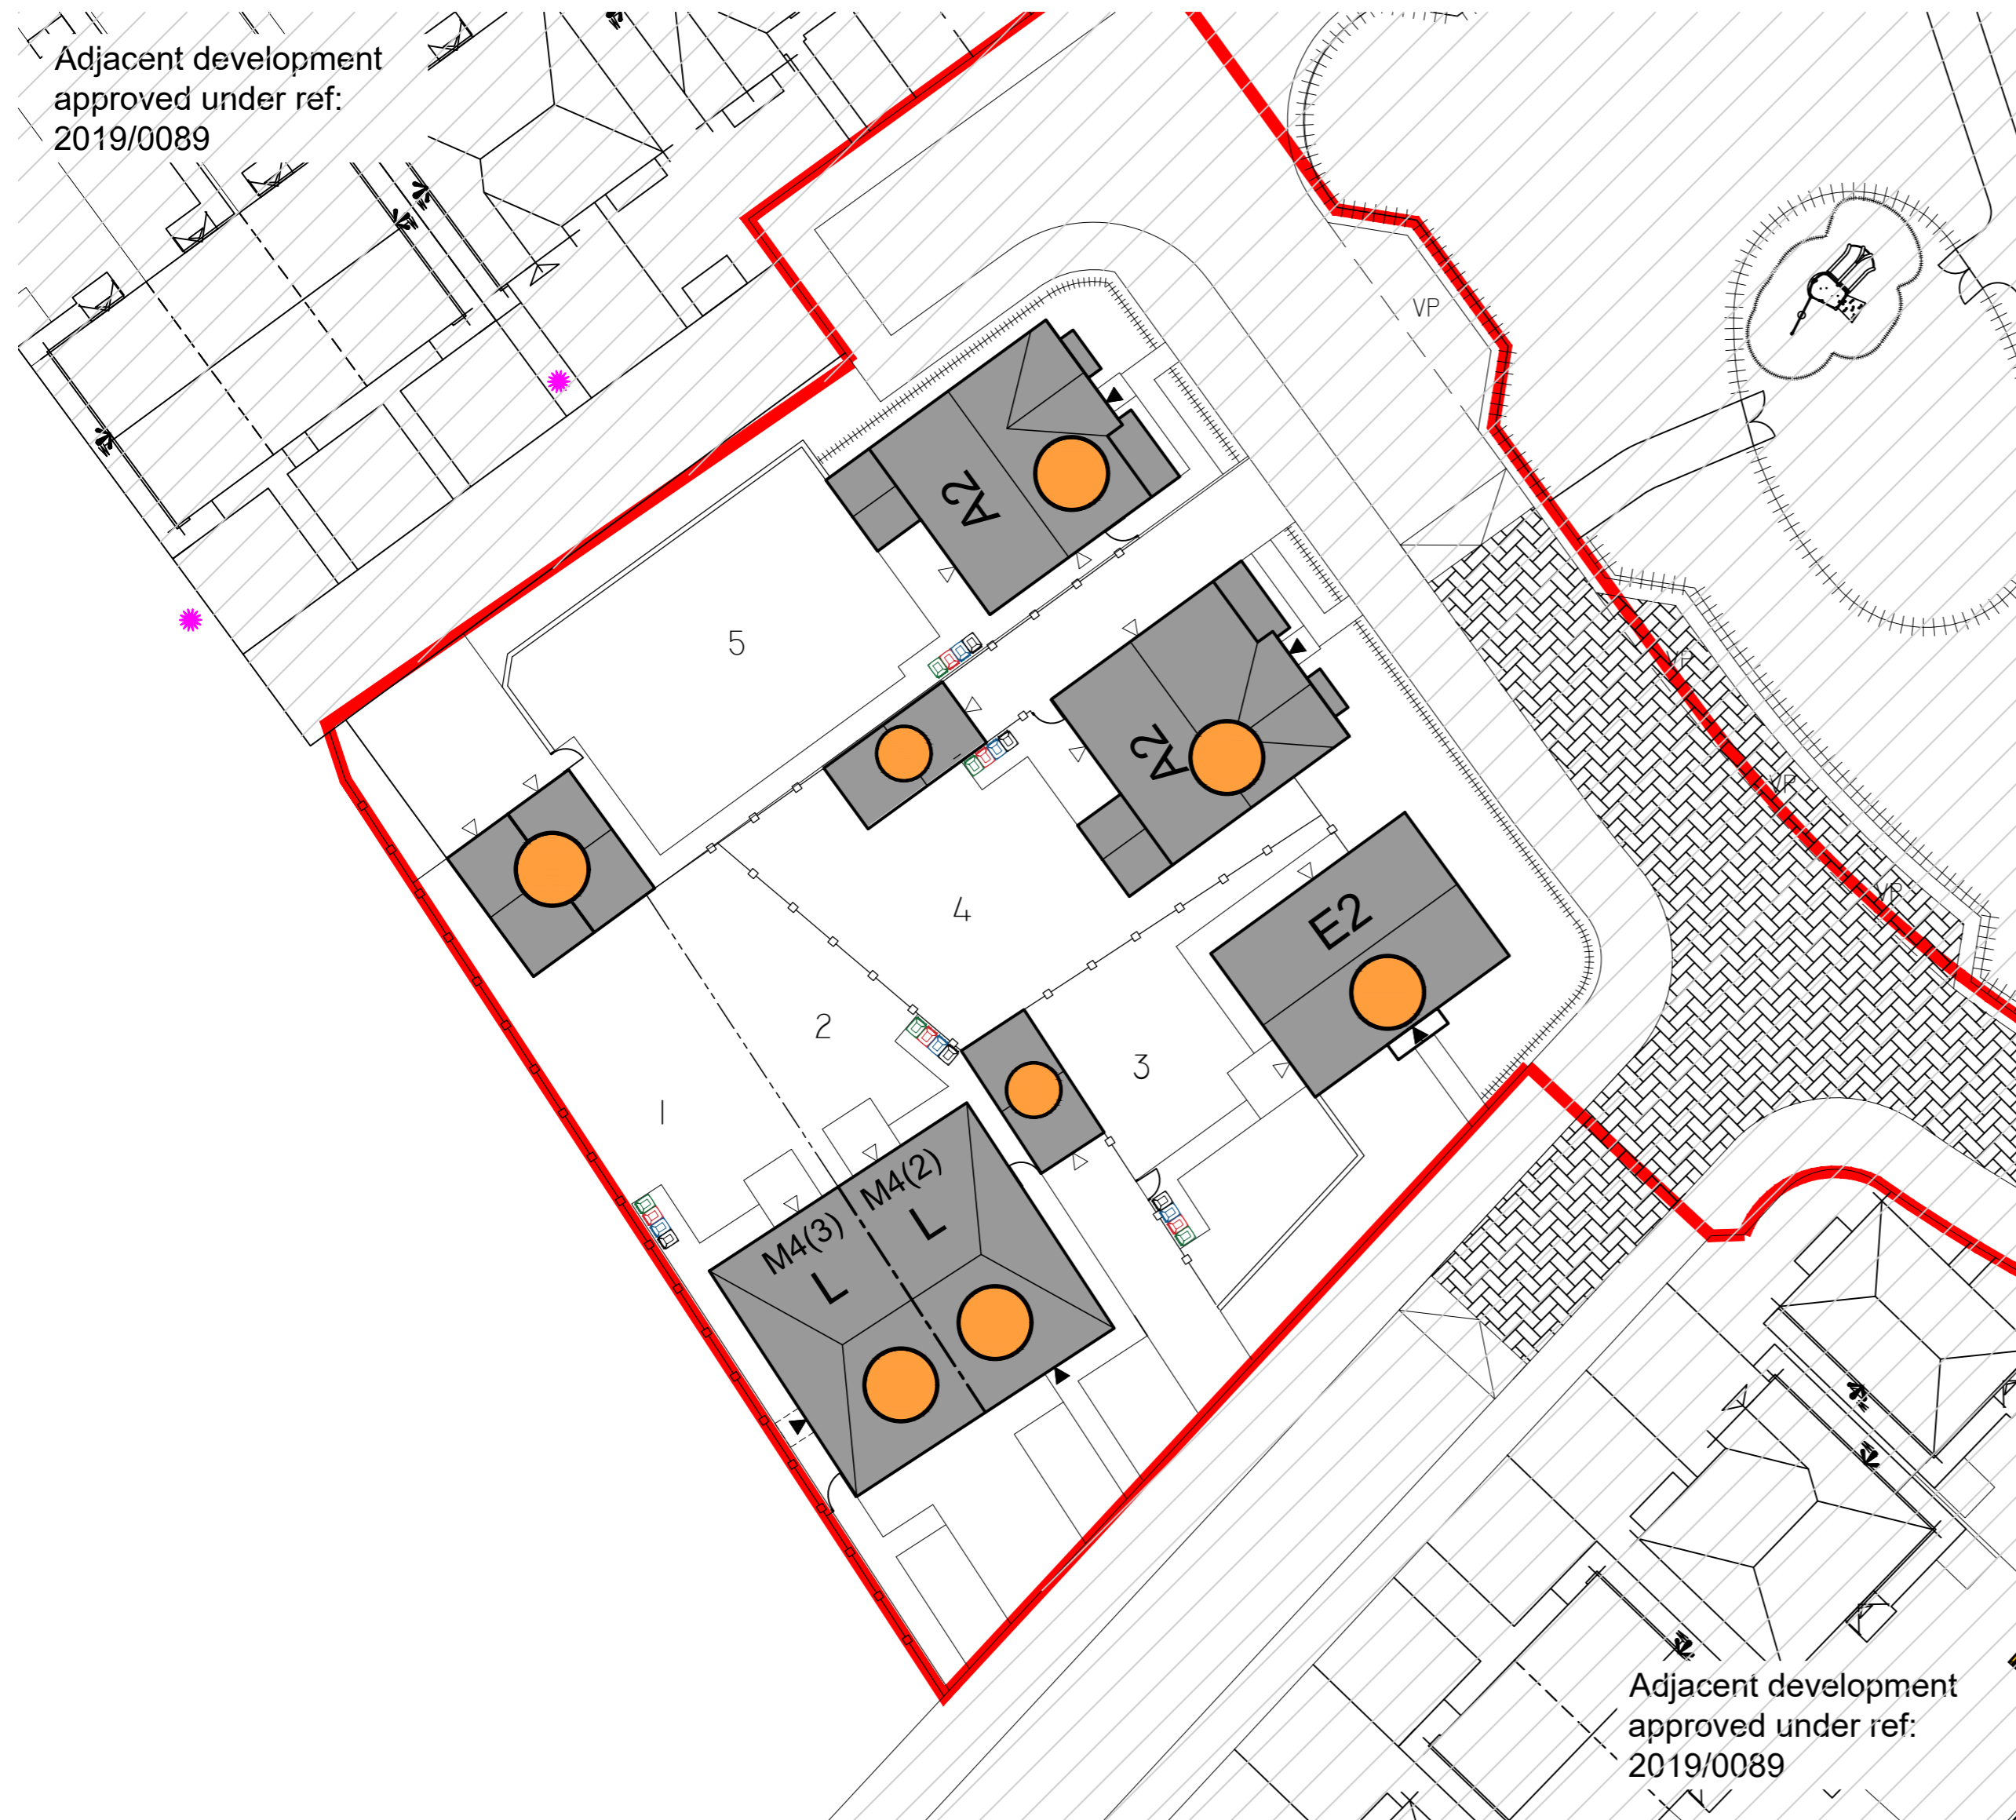 Adjacent development
approved under ref:
2019/0089
VP
A2
5
VP
A2
VP
VP
4
E2
2
3
1
M4(2)
L
M4(3)
L
Adjacent development
approved under ref:
2019/0089